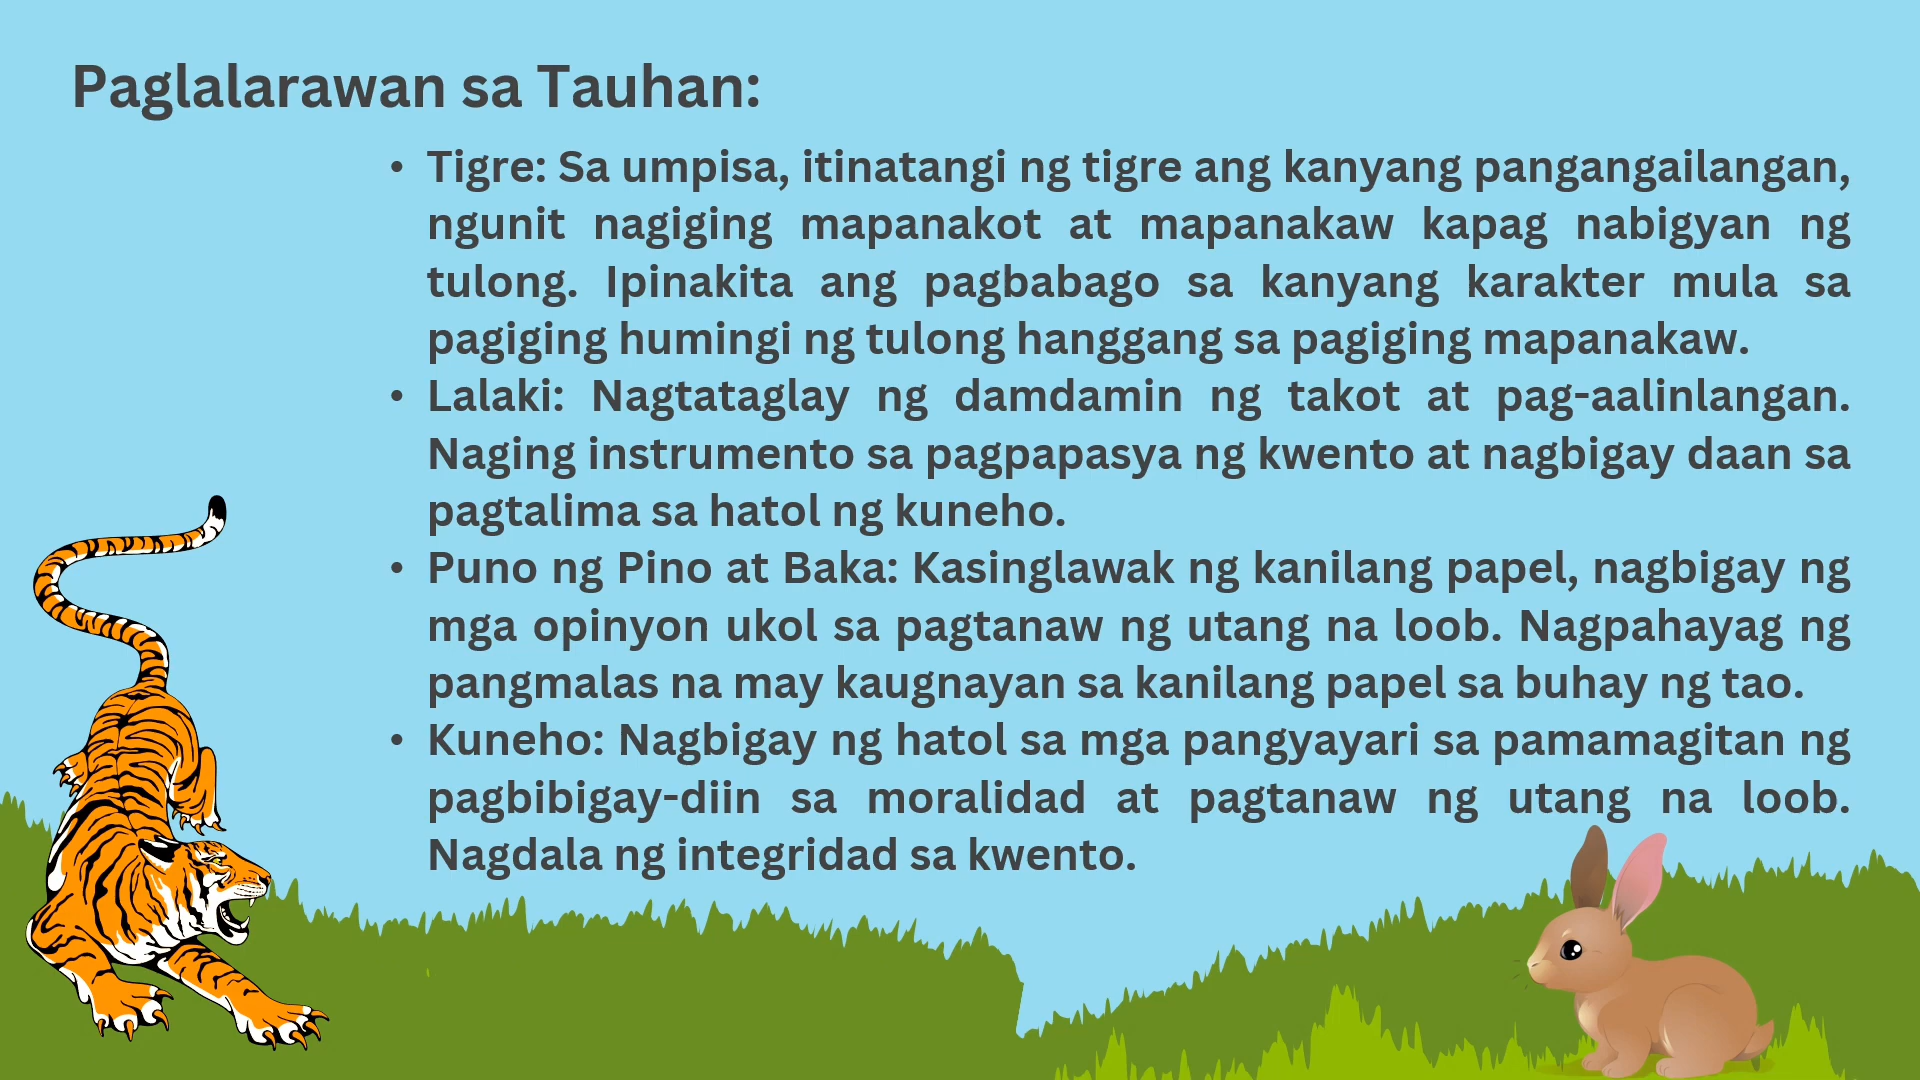 Paglalarawan sa Tauhan:
• Tigre: Sa umpisa, itinatangi ng tigre ang kanyang pangangailangan,
ngunit nagiging mapanakot at mapanakaw kapag nabigyan ng
tulong. Ipinakita ang pagbabago sa kanyang karakter mula sa
pagiging humingi ng tulong hanggang sa pagiging mapanakaw.
• Lalaki: Nagtataglay ng damdamin ng takot at pag-aalinlangan.
Naging instrumento sa pagpapasya ng kwento at nagbigay daan sa
pagtalima sa hatol ng kuneho.
• Puno ng Pino at Baka: Kasinglawak ng kanilang papel, nagbigay ng
mga opinyon ukol sa pagtanaw ng utang na loob. Nagpahayag ng
pangmalas na may kaugnayan sa kanilang papel sa buhay ng tao.
• Kuneho: Nagbigay ng hatol sa mga pangyayari sa pamamagitan ng
pagbibigay-diin sa moralidad at pagtanaw ng utang na loob.
Nagdala ng integridad sa kwento.